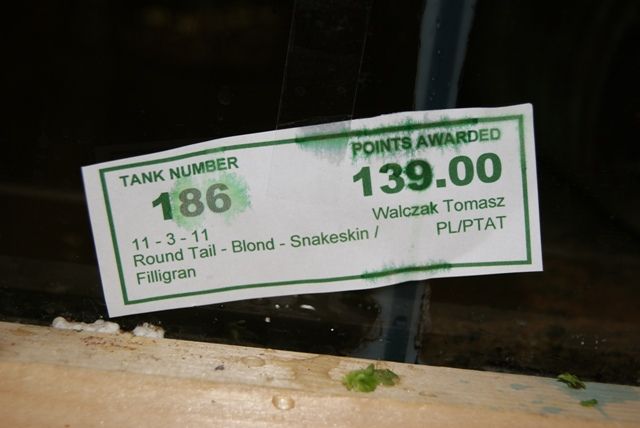 TANK NUMBER
POINTS AWARDED
186
139.00
11 - 3 - 11
Walczak Tomasz
Round Tail - Blond - Snakeskin /
PL/PTAT
Filligran